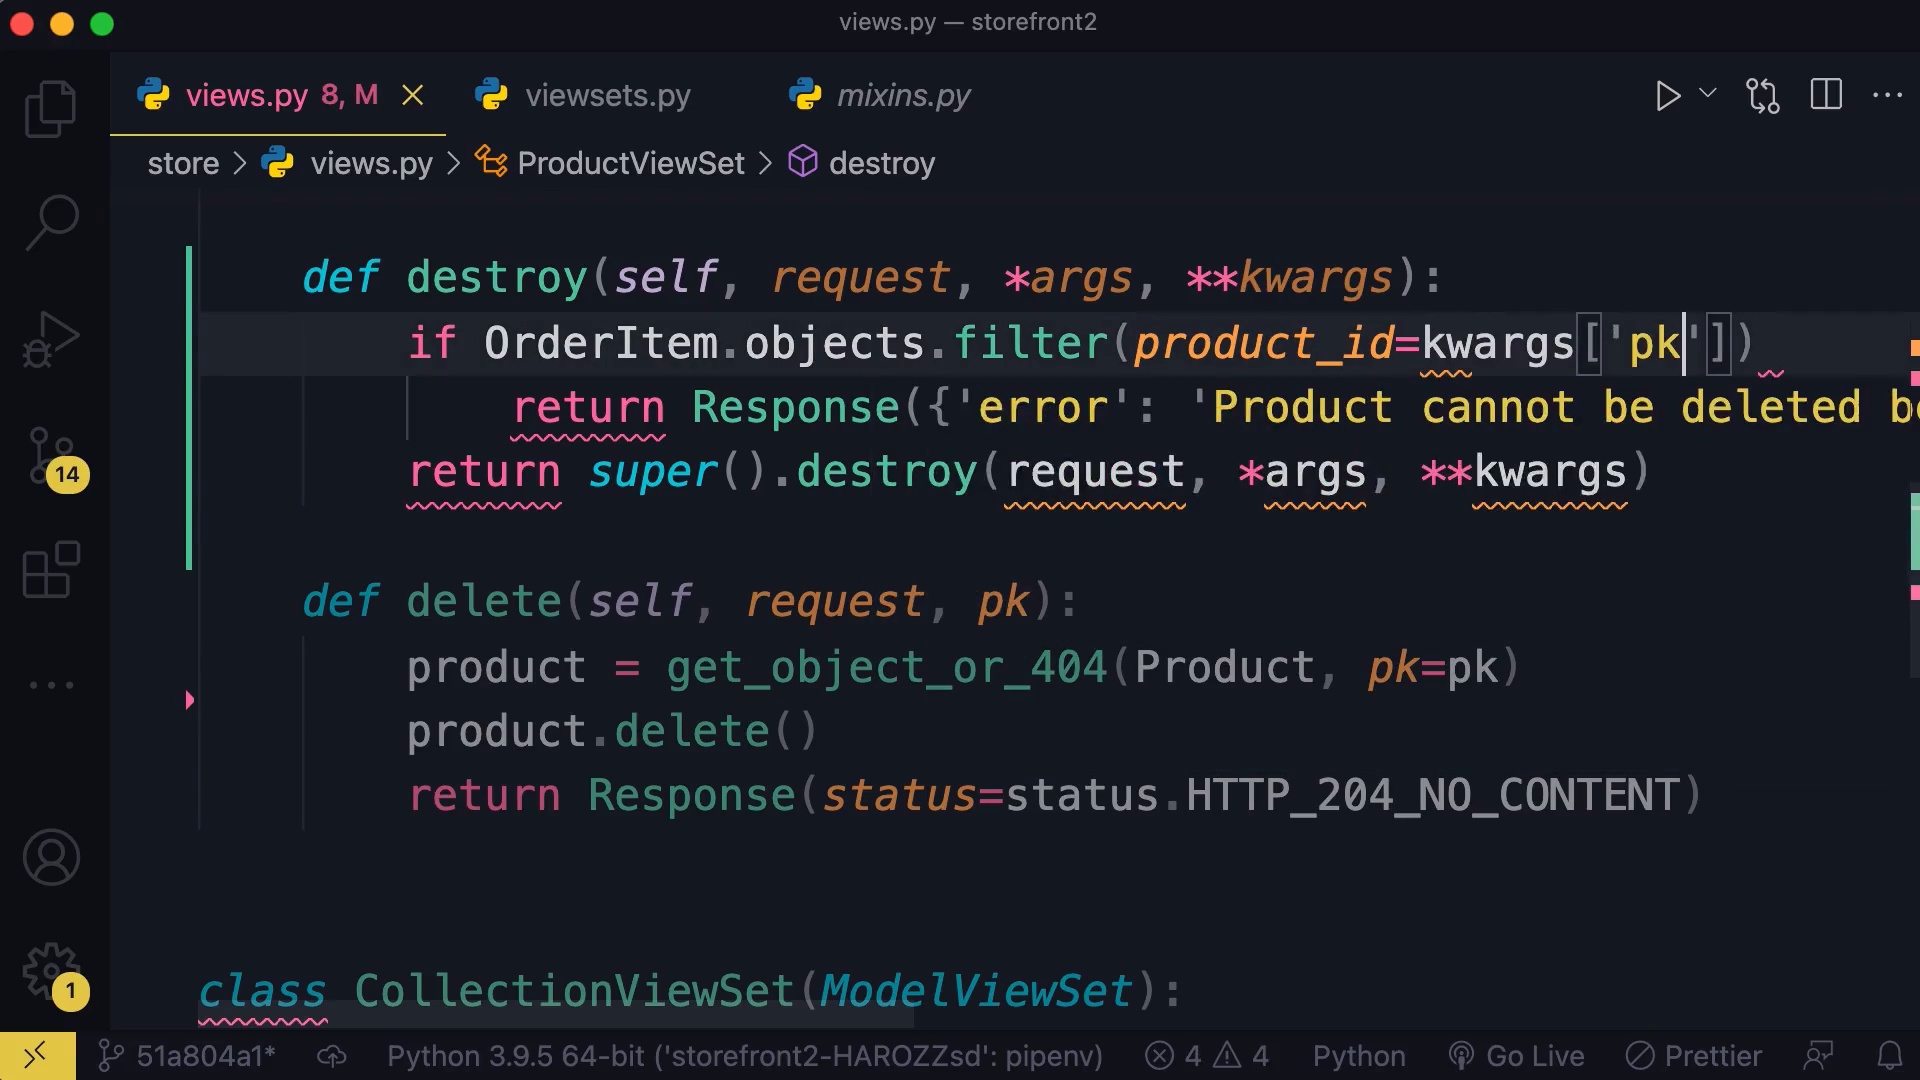 views.py — storefront2
views.py 8, M
viewsets.py
mixins.py
store > views.py > ProductViewSet > destroy
def destroy(self, request, *args, **kwargs):
if OrderItem.objects.filter(product_id=kwargs['pk'])
return Response({'error': 'Product cannot be deleted
return super().destroy(request, *args, **kwargs)
def delete(self, request, pk):
product = get_object_or_404(Product, pk=pk)
product.delete()
return Response(status=status.HTTP_204_NO_CONTENT)
class CollectionViewSet(ModelViewSet):
14
1
51a804a1* Python 3.9.5 64-bit ('storefront2-HAROZZsd': pipenv) 4 4 Python Go Live Prettier